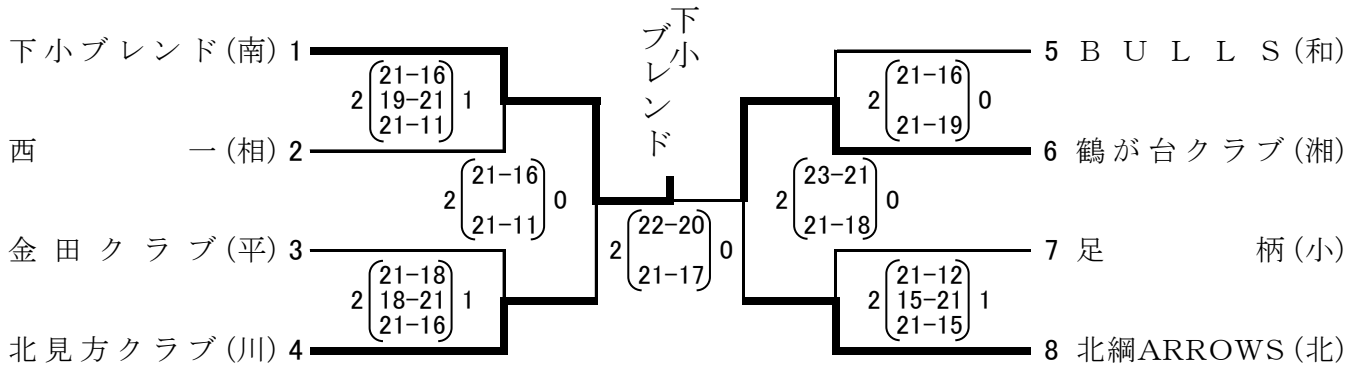 下小
ブレンド
下小ブレンド(南) 1
2 21-16 1
19-21
21-11
西 一(相) 2
2 21-16 0
21-11
金田クラブ(平) 3
2 21-18 1
18-21
21-16
北見方クラブ(川) 4
2 22-20 0
21-17
5 BULLS(和)
2 21-16 0
21-19
6 鶴が台クラブ(湘)
2 23-21 0
21-18
7 足 柄(小)
2 21-12 1
15-21
21-15
8 北綱ARROWS(北)